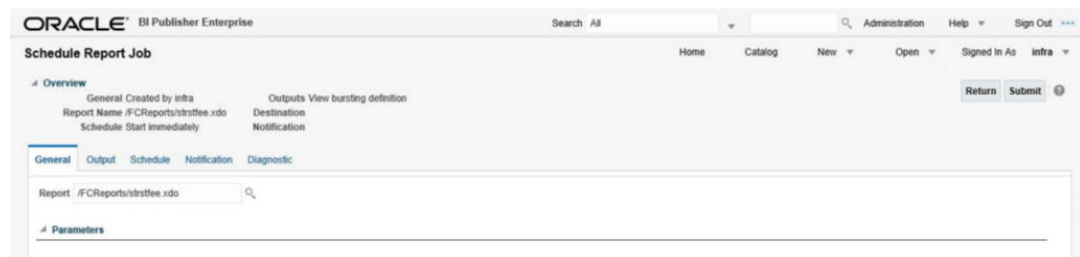 ORACLE BI Publisher Enterprise Search All Administration Help Sign Out
Schedule Report Job Home Catalog New Open Signed In As infra
Overview Return Submit
General Created by infra Outputs View bursting definition
Report Name /FCReports/strstfee.xdo Destination
Schedule Start immediately Notification
General Output Schedule Notification Diagnostic
Report /FCReports/strstfee.xdo
Parameters